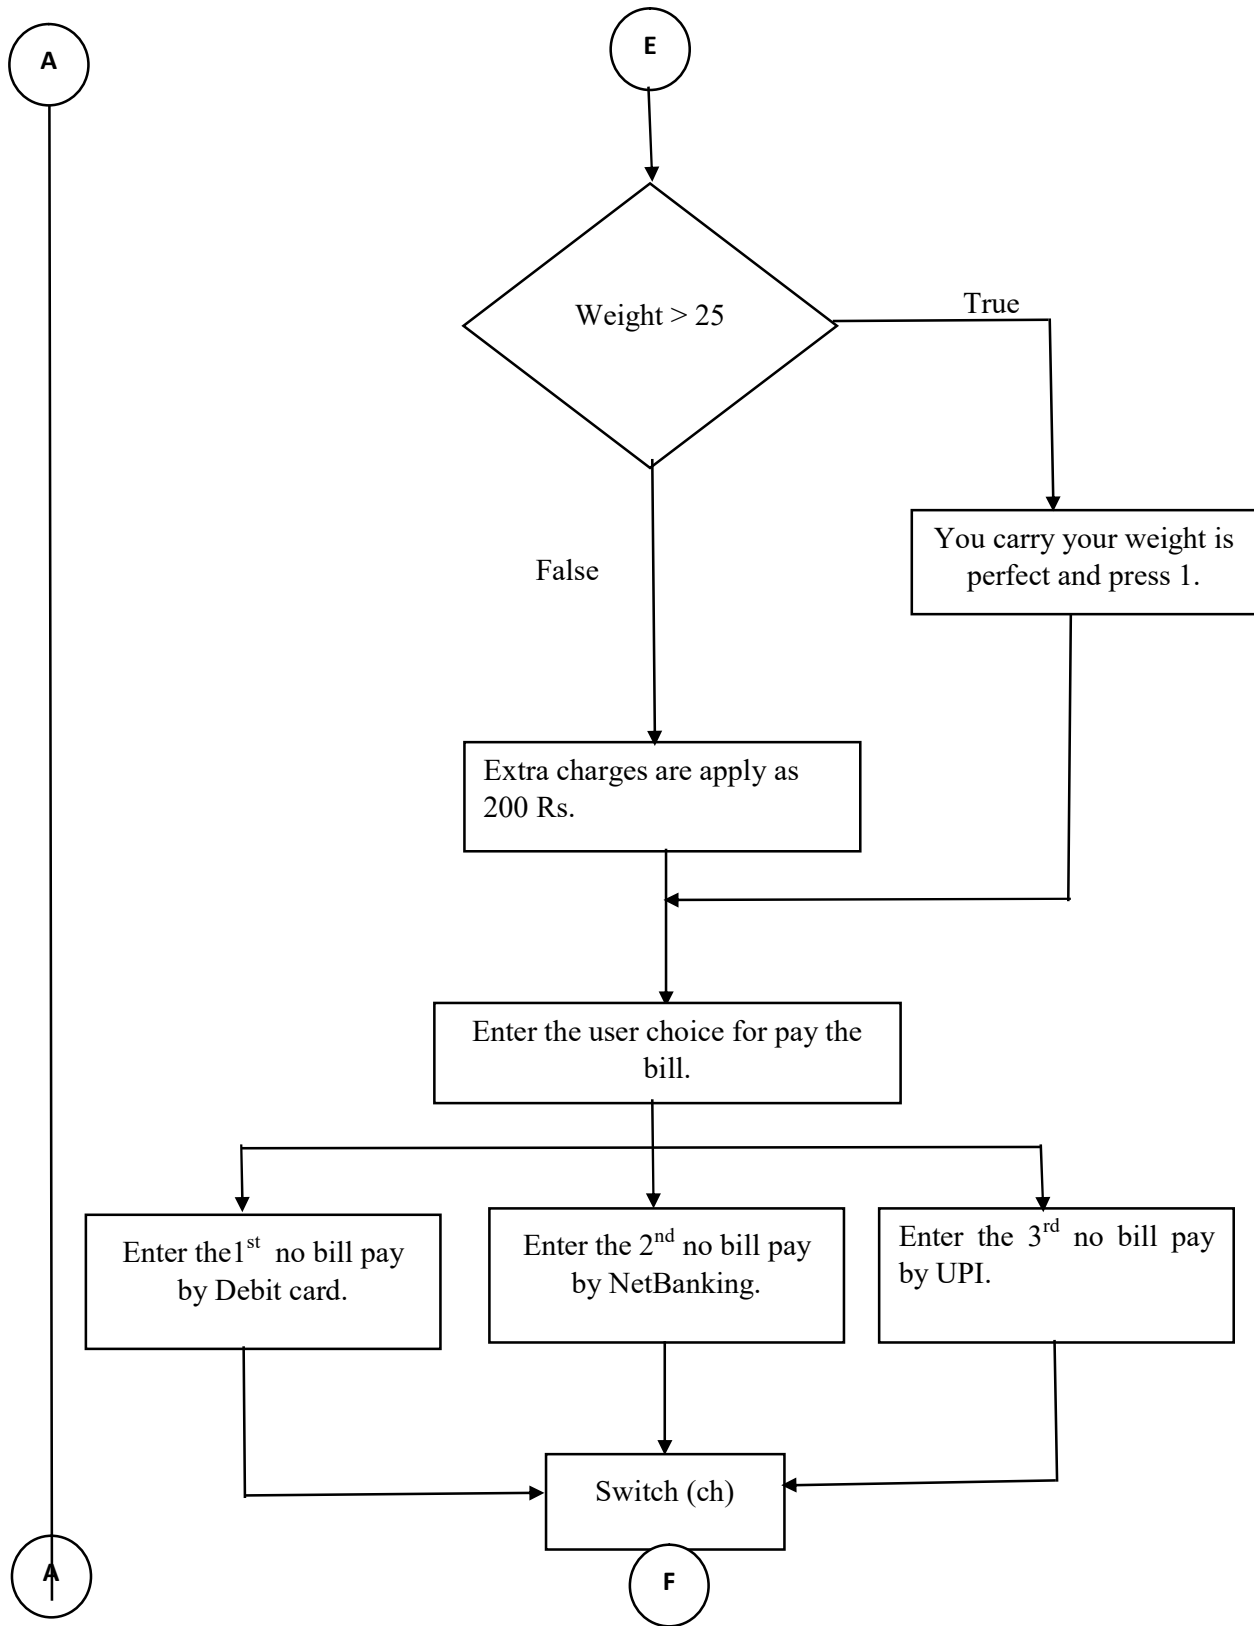 A
E
Weight > 25
True
You carry your weight is
perfect and press 1.
False
Extra charges are apply as
200 Rs.
Enter the user choice for pay the
bill.
Enter the1st no bill pay
by Debit card.
Enter the 2nd no bill pay
by NetBanking.
Enter the 3rd no bill pay
by UPI.
Switch (ch)
A
F